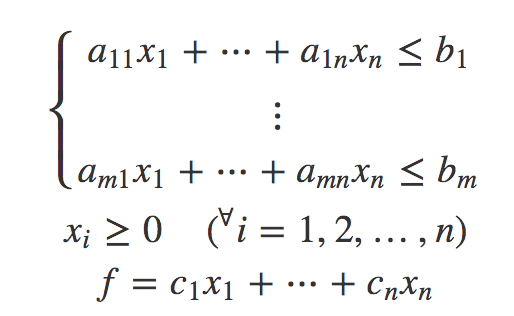 a₁₁x₁ + ⋯ + a₁ₙxₙ ≤ b₁
⋮
aₘ₁x₁ + ⋯ + aₘₙxₙ ≤ bₘ
xᵢ ≥ 0 (∀i = 1, 2, … , n)
f = c₁x₁ + ⋯ + cₙxₙ